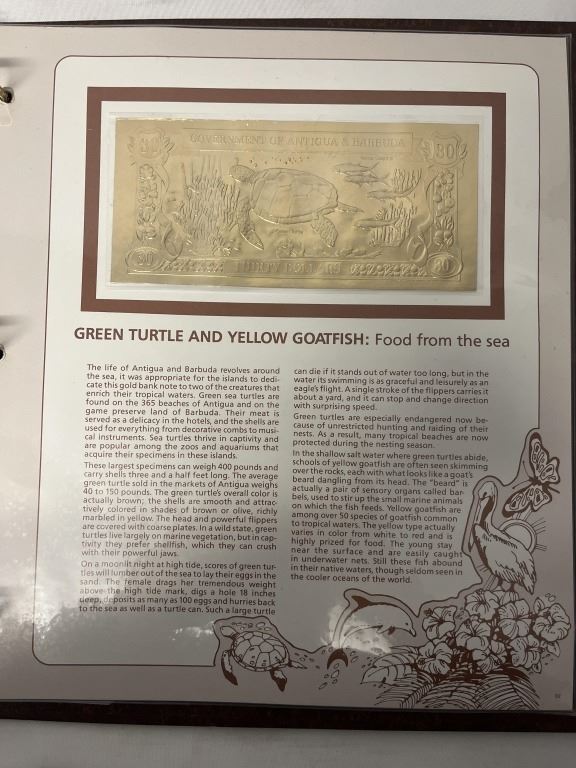 GOVERNMENT OF ANTIGUA & BARBUDA
30 30
30 THIRTY DOLLARS 30
GREEN TURTLE AND YELLOW GOATFISH: Food from the sea
The life of Antigua and Barbuda revolves around
the sea, it was appropriate for the islands to dedi-
cate this gold bank note to two of the creatures that
enrich their tropical waters. Green sea turtles are
found on the 365 beaches of Antigua and on the
game preserve land of Barbuda. Their meat is
served as a delicacy in the hotels, and the shells are
used for everything from decorative combs to musi-
cal instruments. Sea turtles thrive in captivity and
are popular among the zoos and aquariums that
acquire their specimens in these islands.
These largest specimens can weigh 400 pounds and
carry shells three and a half feet long. The average
green turtle sold in the markets of Antigua weighs
40 to 150 pounds. The green turtle's overall color is
actually brown; the shells are smooth and attrac-
tively colored in shades of brown or olive, richly
marbled in yellow. The head and powerful flippers
are covered with coarse plates. In a wild state, green
turtles live largely on marine vegetation, but in cap-
tivity they prefer shellfish, which they can crush
with their powerful jaws.
On a moonlit night at high tide, scores of green tur-
tles will lumber out of the sea to lay their eggs in the
sand. The female drags her tremendous weight
above the high tide mark, digs a hole 18 inches
deep, deposits as many as 100 eggs and hurries back
to the sea as well as a turtle can. Such a large turtle
can die if it stands out of water too long, but in the
water its swimming is as graceful and leisurely as an
eagle's flight. A single stroke of the flippers carries it
about a yard, and it can stop and change direction
with surprising speed.
Green turtles are especially endangered now be-
cause of unrestricted hunting and raiding of their
nests. As a result, many tropical beaches are now
protected during the nesting season.
In the shallow salt water where green turtles abide,
schools of yellow goatfish are often seen skimming
over the rocks, each with what looks like a goat's
beard dangling from its head. The "beard" is
actually a pair of sensory organs called bar-
bels, used to stir up the small marine animals
on which the fish feeds. Yellow goatfish are
among over 50 species of goatfish common
to tropical waters. The yellow type actually
varies in color from white to red and is
highly prized for food. The young stay
near the surface and are easily caught
in underwater nets. Still these fish abound
in their native waters, though seldom seen in
the cooler oceans of the world.